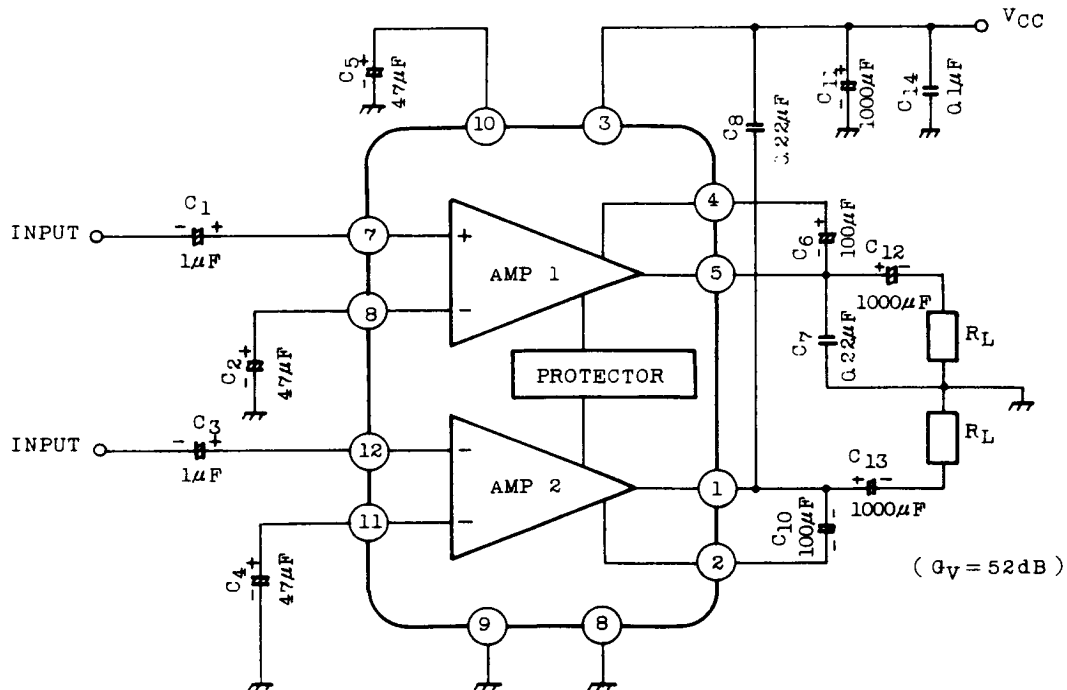 VCC
C5
+
-
47μF
C8
0.22μF
+
-
1000μF
C14
0.1μF
10
3
4
C1
- +
INPUT
1μF
7
+
AMP 1
5
C6
+
-
100μF
C12
+ -
1000μF
8
-
C2
+
-
47μF
C7
0.22μF
RL
PROTECTOR
C3
- +
INPUT
1μF
12
-
AMP 2
1
C13
+ -
1000μF
RL
11
-
C10
100μF
-
-
2
C4
+
-
47μF
(GV=52dB)
9
8